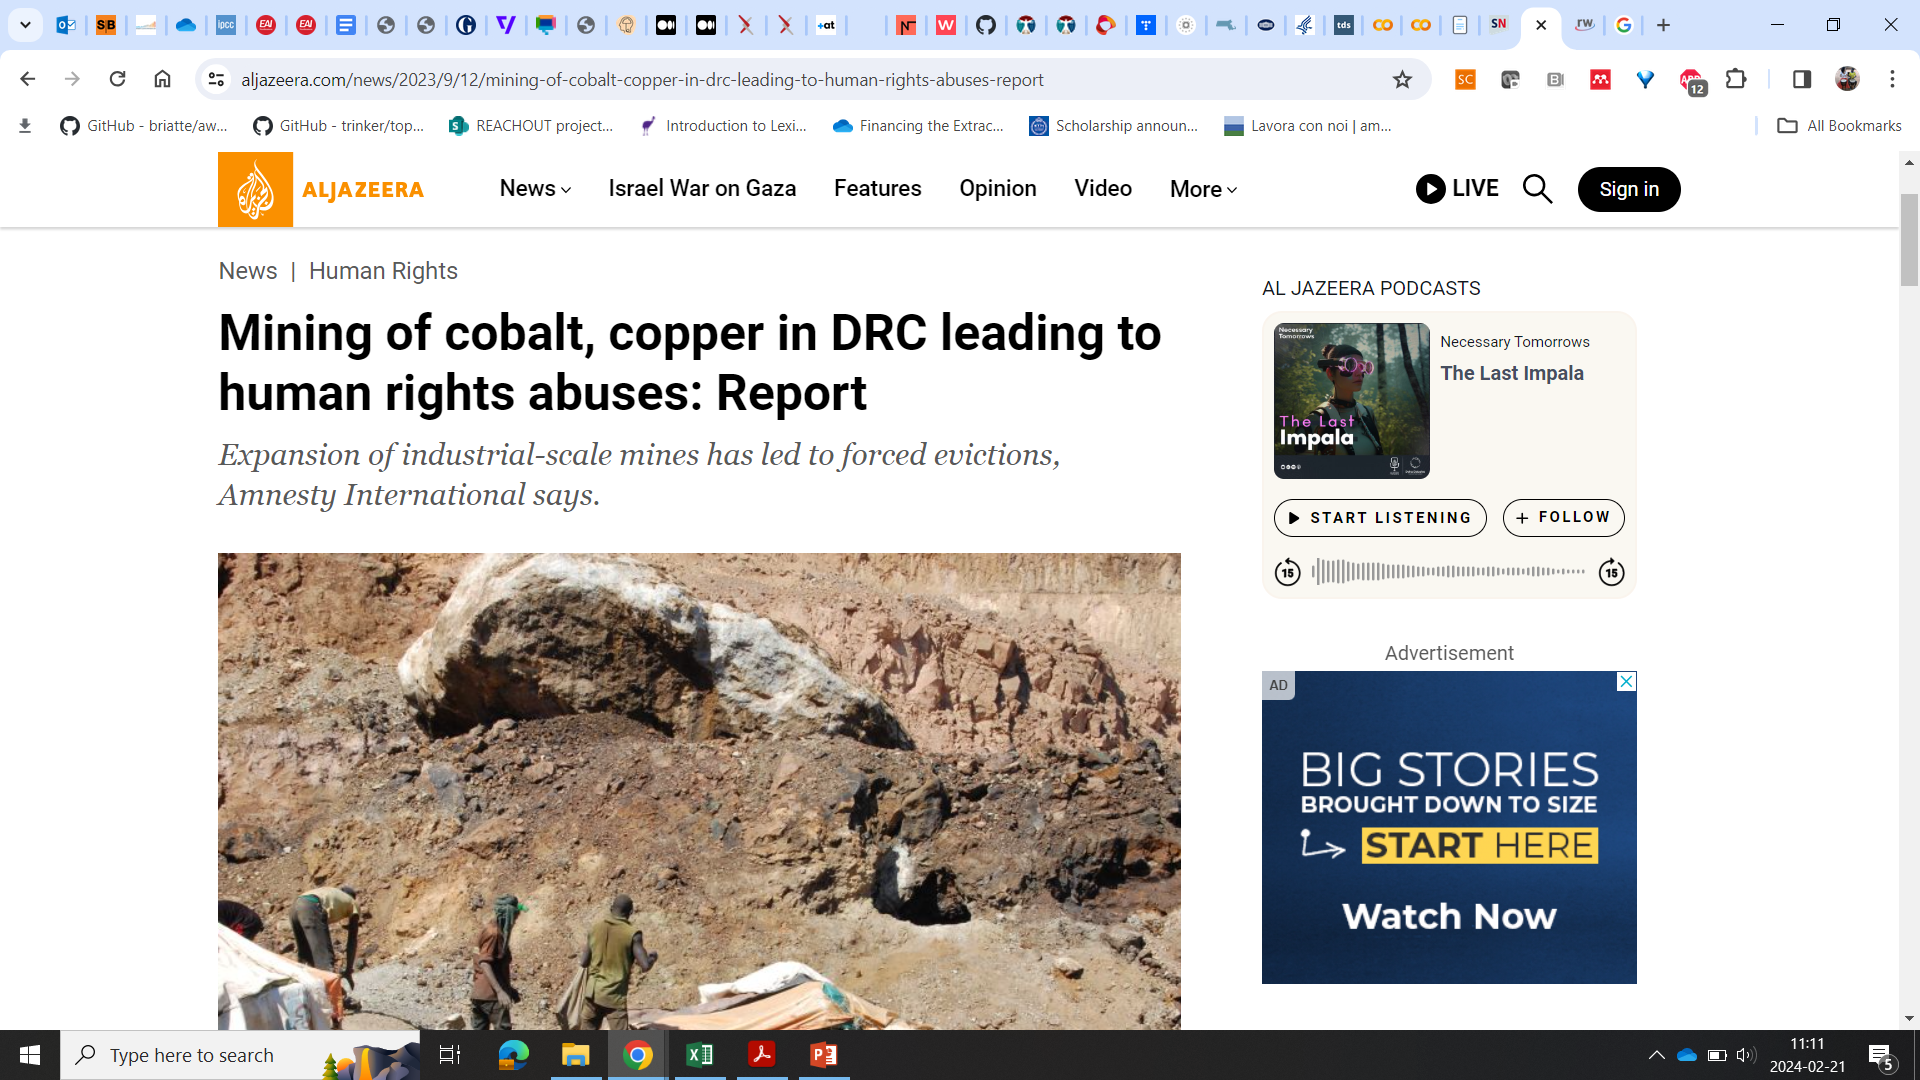 aljazeera.com/news/2023/9/12/mining-of-cobalt-copper-in-drc-leading-to-human-rights-abuses-report
12
GitHub - briatte/aw...
GitHub - trinker/top...
REACHOUT project...
Introduction to Lexi...
Financing the Extrac...
Scholarship announ...
Lavora con noi | am...
All Bookmarks
ALJAZEERA
News
Israel War on Gaza
Features
Opinion
Video
More
LIVE
Sign in
News | Human Rights
Mining of cobalt, copper in DRC leading to
human rights abuses: Report
Expansion of industrial-scale mines has led to forced evictions,
Amnesty International says.
AL JAZEERA PODCASTS
Necessary
Tomorrows
The Last
Impala
Necessary Tomorrows
The Last Impala
START LISTENING
+ FOLLOW
15
15
Advertisement
AD
BIG STORIES
BROUGHT DOWN TO SIZE
START HERE
Watch Now
Type here to search
11:11
2024-02-21
5